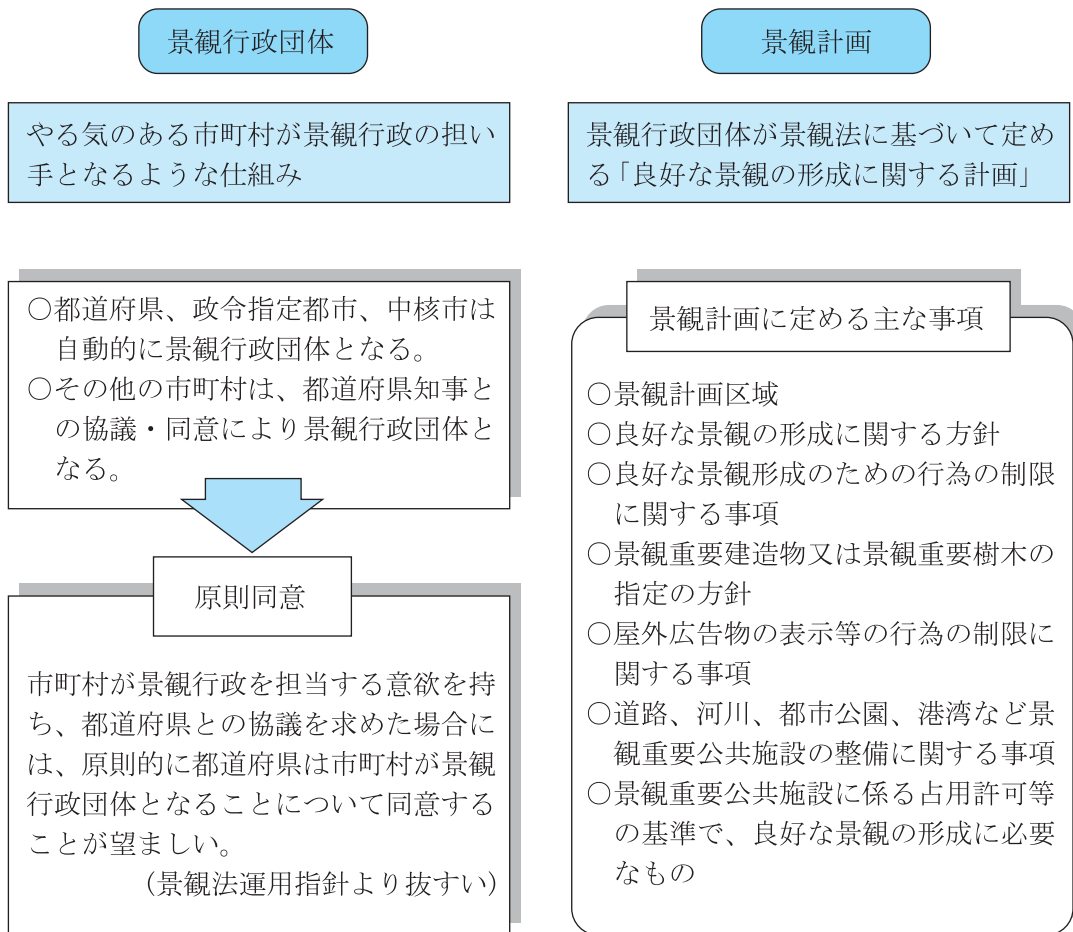 景観行政団体
やる気のある市町村が景観行政の担い
手となるような仕組み
○都道府県、政令指定都市、中核市は
自動的に景観行政団体となる。
○その他の市町村は、都道府県知事と
の協議・同意により景観行政団体と
なる。
原則同意
市町村が景観行政を担当する意欲を持
ち、都道府県との協議を求めた場合に
は、原則的に都道府県は市町村が景観
行政団体となることについて同意する
ことが望ましい。
(景観法運用指針より抜すい)
景観計画
景観行政団体が景観法に基づいて定め
る「良好な景観の形成に関する計画」
景観計画に定める主な事項
○景観計画区域
○良好な景観の形成に関する方針
○良好な景観形成のための行為の制限
に関する事項
○景観重要建造物又は景観重要樹木の
指定の方針
○屋外広告物の表示等の行為の制限に
関する事項
○道路、河川、都市公園、港湾など景
観重要公共施設の整備に関する事項
○景観重要公共施設に係る占用許可等
の基準で、良好な景観の形成に必要
なもの